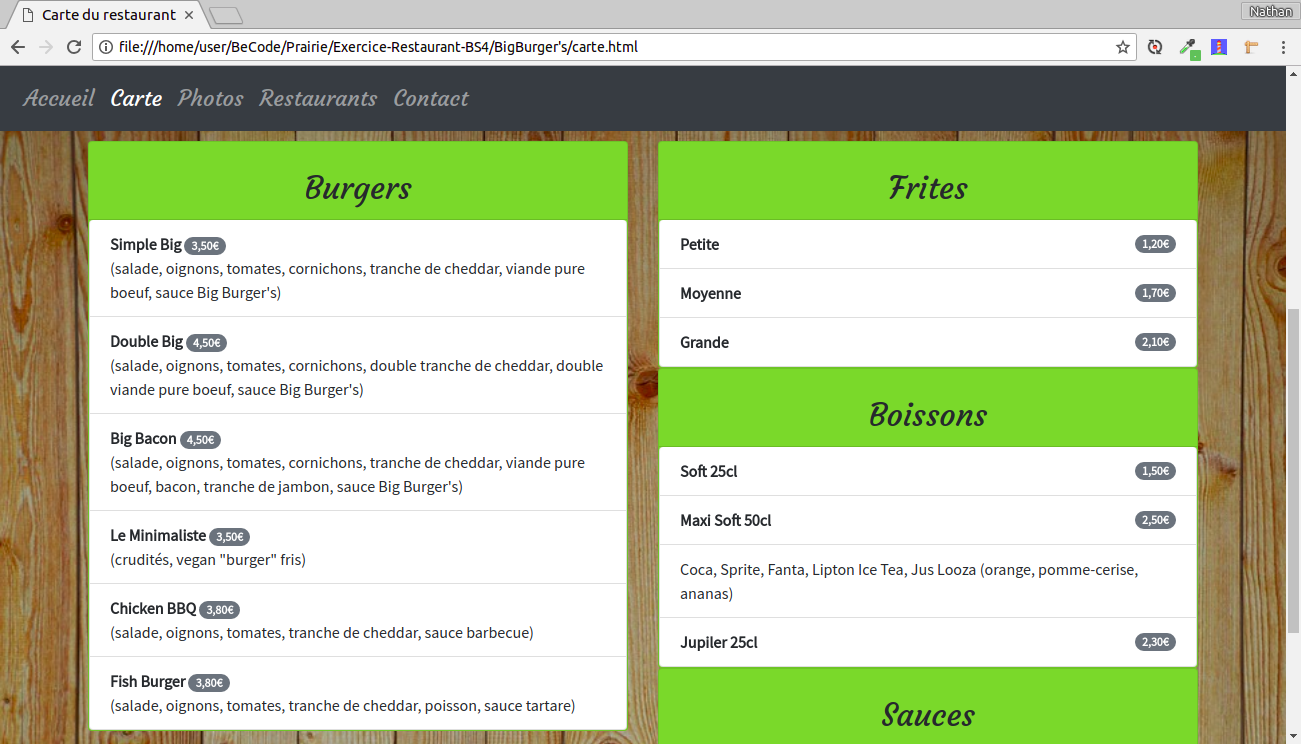 Carte du restaurant
Nathan
file:///home/user/BeCode/Prairie/Exercice-Restaurant-BS4/BigBurger's/carte.html
Accueil Carte Photos Restaurants Contact
Burgers
Simple Big 3,50€
(salade, oignons, tomates, cornichons, tranche de cheddar, viande pure
boeuf, sauce Big Burger's)
Double Big 4,50€
(salade, oignons, tomates, cornichons, double tranche de cheddar, double
viande pure boeuf, sauce Big Burger's)
Big Bacon 4,50€
(salade, oignons, tomates, cornichons, tranche de cheddar, viande pure
boeuf, bacon, tranche de jambon, sauce Big Burger's)
Le Minimaliste 3,50€
(crudités, vegan "burger" fris)
Chicken BBQ 3,80€
(salade, oignons, tomates, tranche de cheddar, sauce barbecue)
Fish Burger 3,80€
(salade, oignons, tomates, tranche de cheddar, poisson, sauce tartare)
Frites
Petite 1,20€
Moyenne 1,70€
Grande 2,10€
Boissons
Soft 25cl 1,50€
Maxi Soft 50cl 2,50€
Coca, Sprite, Fanta, Lipton Ice Tea, Jus Looza (orange, pomme-cerise,
ananas)
Jupiler 25cl 2,30€
Sauces